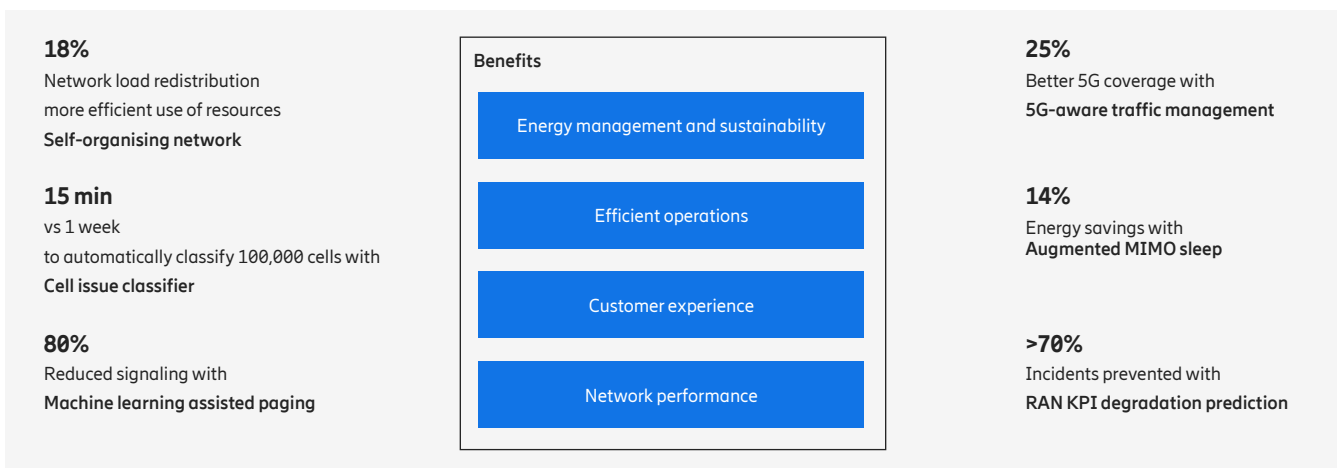 18%
Network load redistribution
more efficient use of resources
Self-organising network
15 min
vs 1 week
to automatically classify 100,000 cells with
Cell issue classifier
80%
Reduced signaling with
Machine learning assisted paging
Benefits
Energy management and sustainability
Efficient operations
Customer experience
Network performance
25%
Better 5G coverage with
5G-aware traffic management
14%
Energy savings with
Augmented MIMO sleep
>70%
Incidents prevented with
RAN KPI degradation prediction